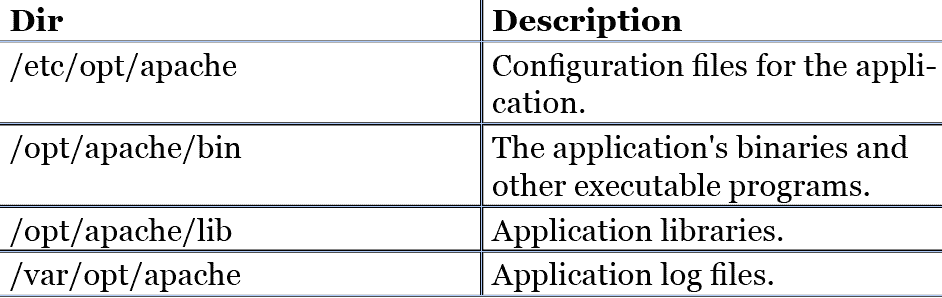 Dir Description
/etc/opt/apache Configuration files for the appli-
cation.
/opt/apache/bin The application's binaries and
other executable programs.
/opt/apache/lib Application libraries.
/var/opt/apache Application log files.